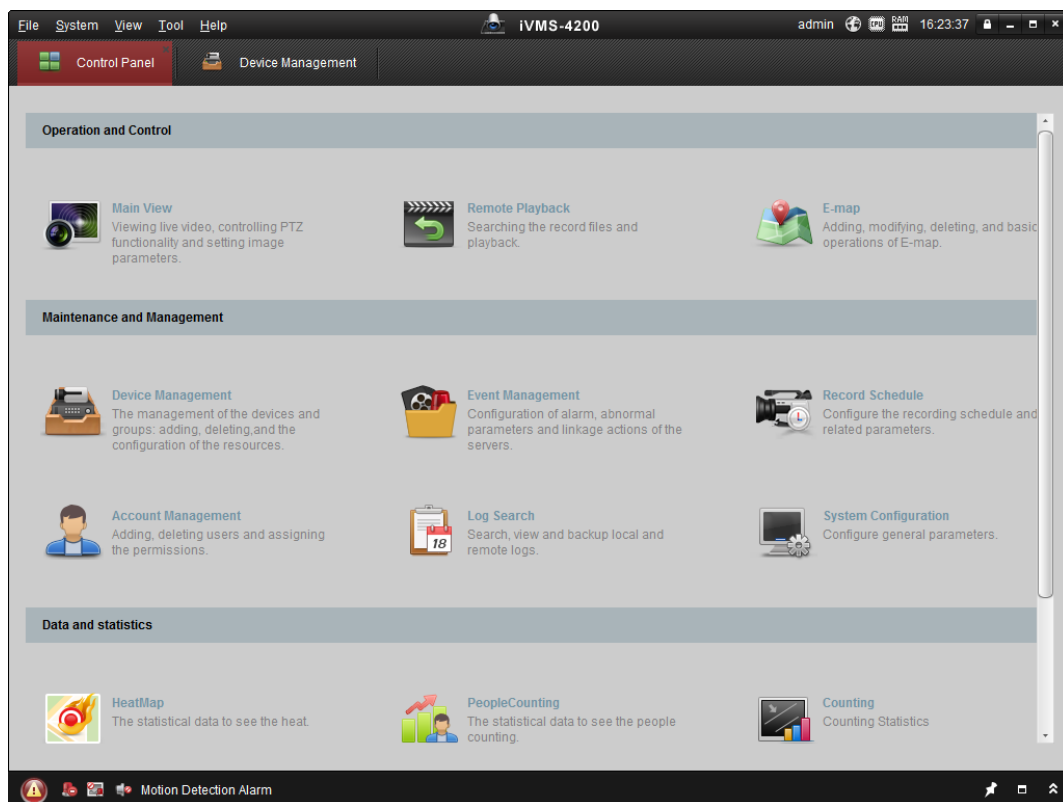 File System View Tool Help iVMS-4200 admin CPU RAM 16:23:37
Control Panel Device Management
Operation and Control
Main View
Viewing live video, controlling PTZ
functionality and setting image
parameters.
Remote Playback
Searching the record files and
playback.
E-map
Adding, modifying, deleting, and basic
operations of E-map.
Maintenance and Management
Device Management
The management of the devices and
groups: adding, deleting,and the
configuration of the resources.
Event Management
Configuration of alarm, abnormal
parameters and linkage actions of the
servers.
Record Schedule
Configure the recording schedule and
related parameters.
Account Management
Adding, deleting users and assigning
the permissions.
18
Log Search
Search, view and backup local and
remote logs.
System Configuration
Configure general parameters.
Data and statistics
HeatMap
The statistical data to see the heat.
PeopleCounting
The statistical data to see the people
counting.
Counting
Counting Statistics
Motion Detection Alarm